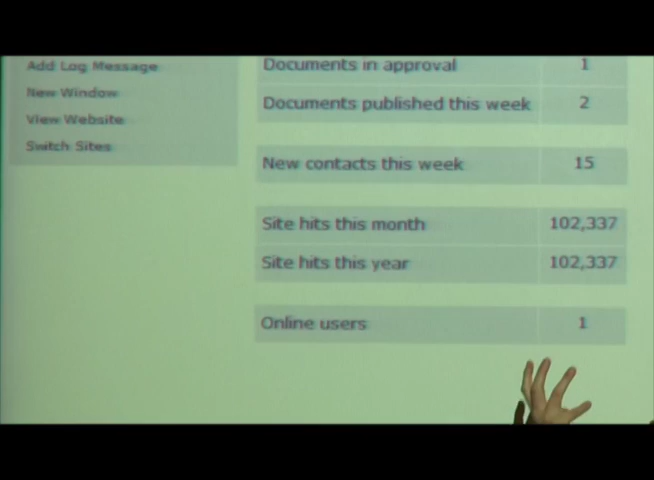 Add Log Message
New Window
View Website
Switch Sites
Documents in approval 1
Documents published this week 2
New contacts this week 15
Site hits this month 102,337
Site hits this year 102,337
Online users 1